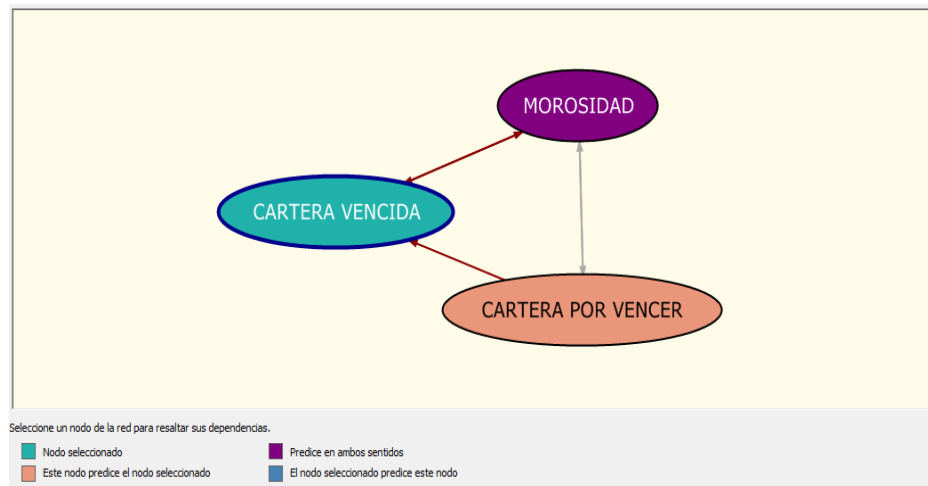 MOROSIDAD
CARTERA VENCIDA
CARTERA POR VENCER
Seleccione un nodo de la red para resaltar sus dependencias.
Nodo seleccionado
Predice en ambos sentidos
Este nodo predice el nodo seleccionado
El nodo seleccionado predice este nodo